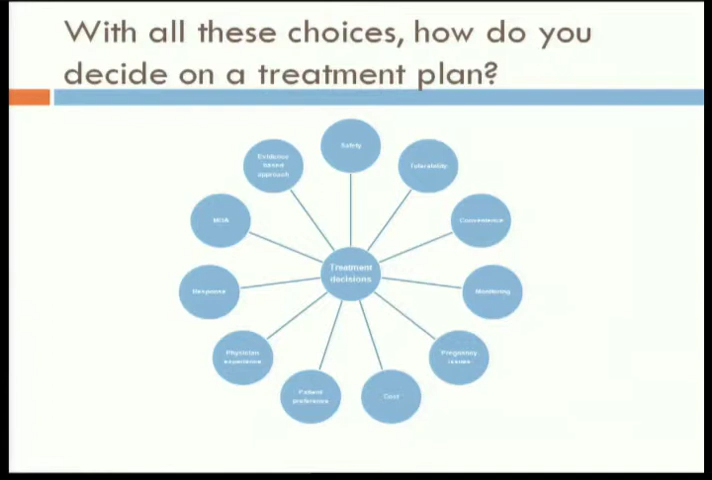 With all these choices, how do you
decide on a treatment plan?
Safety
Tolerability
Convenience
Monitoring
Pregnancy
issues
Cost
Patient
preference
Physician
experience
Response
MOA
Evidence
based
approach
Treatment
decisions